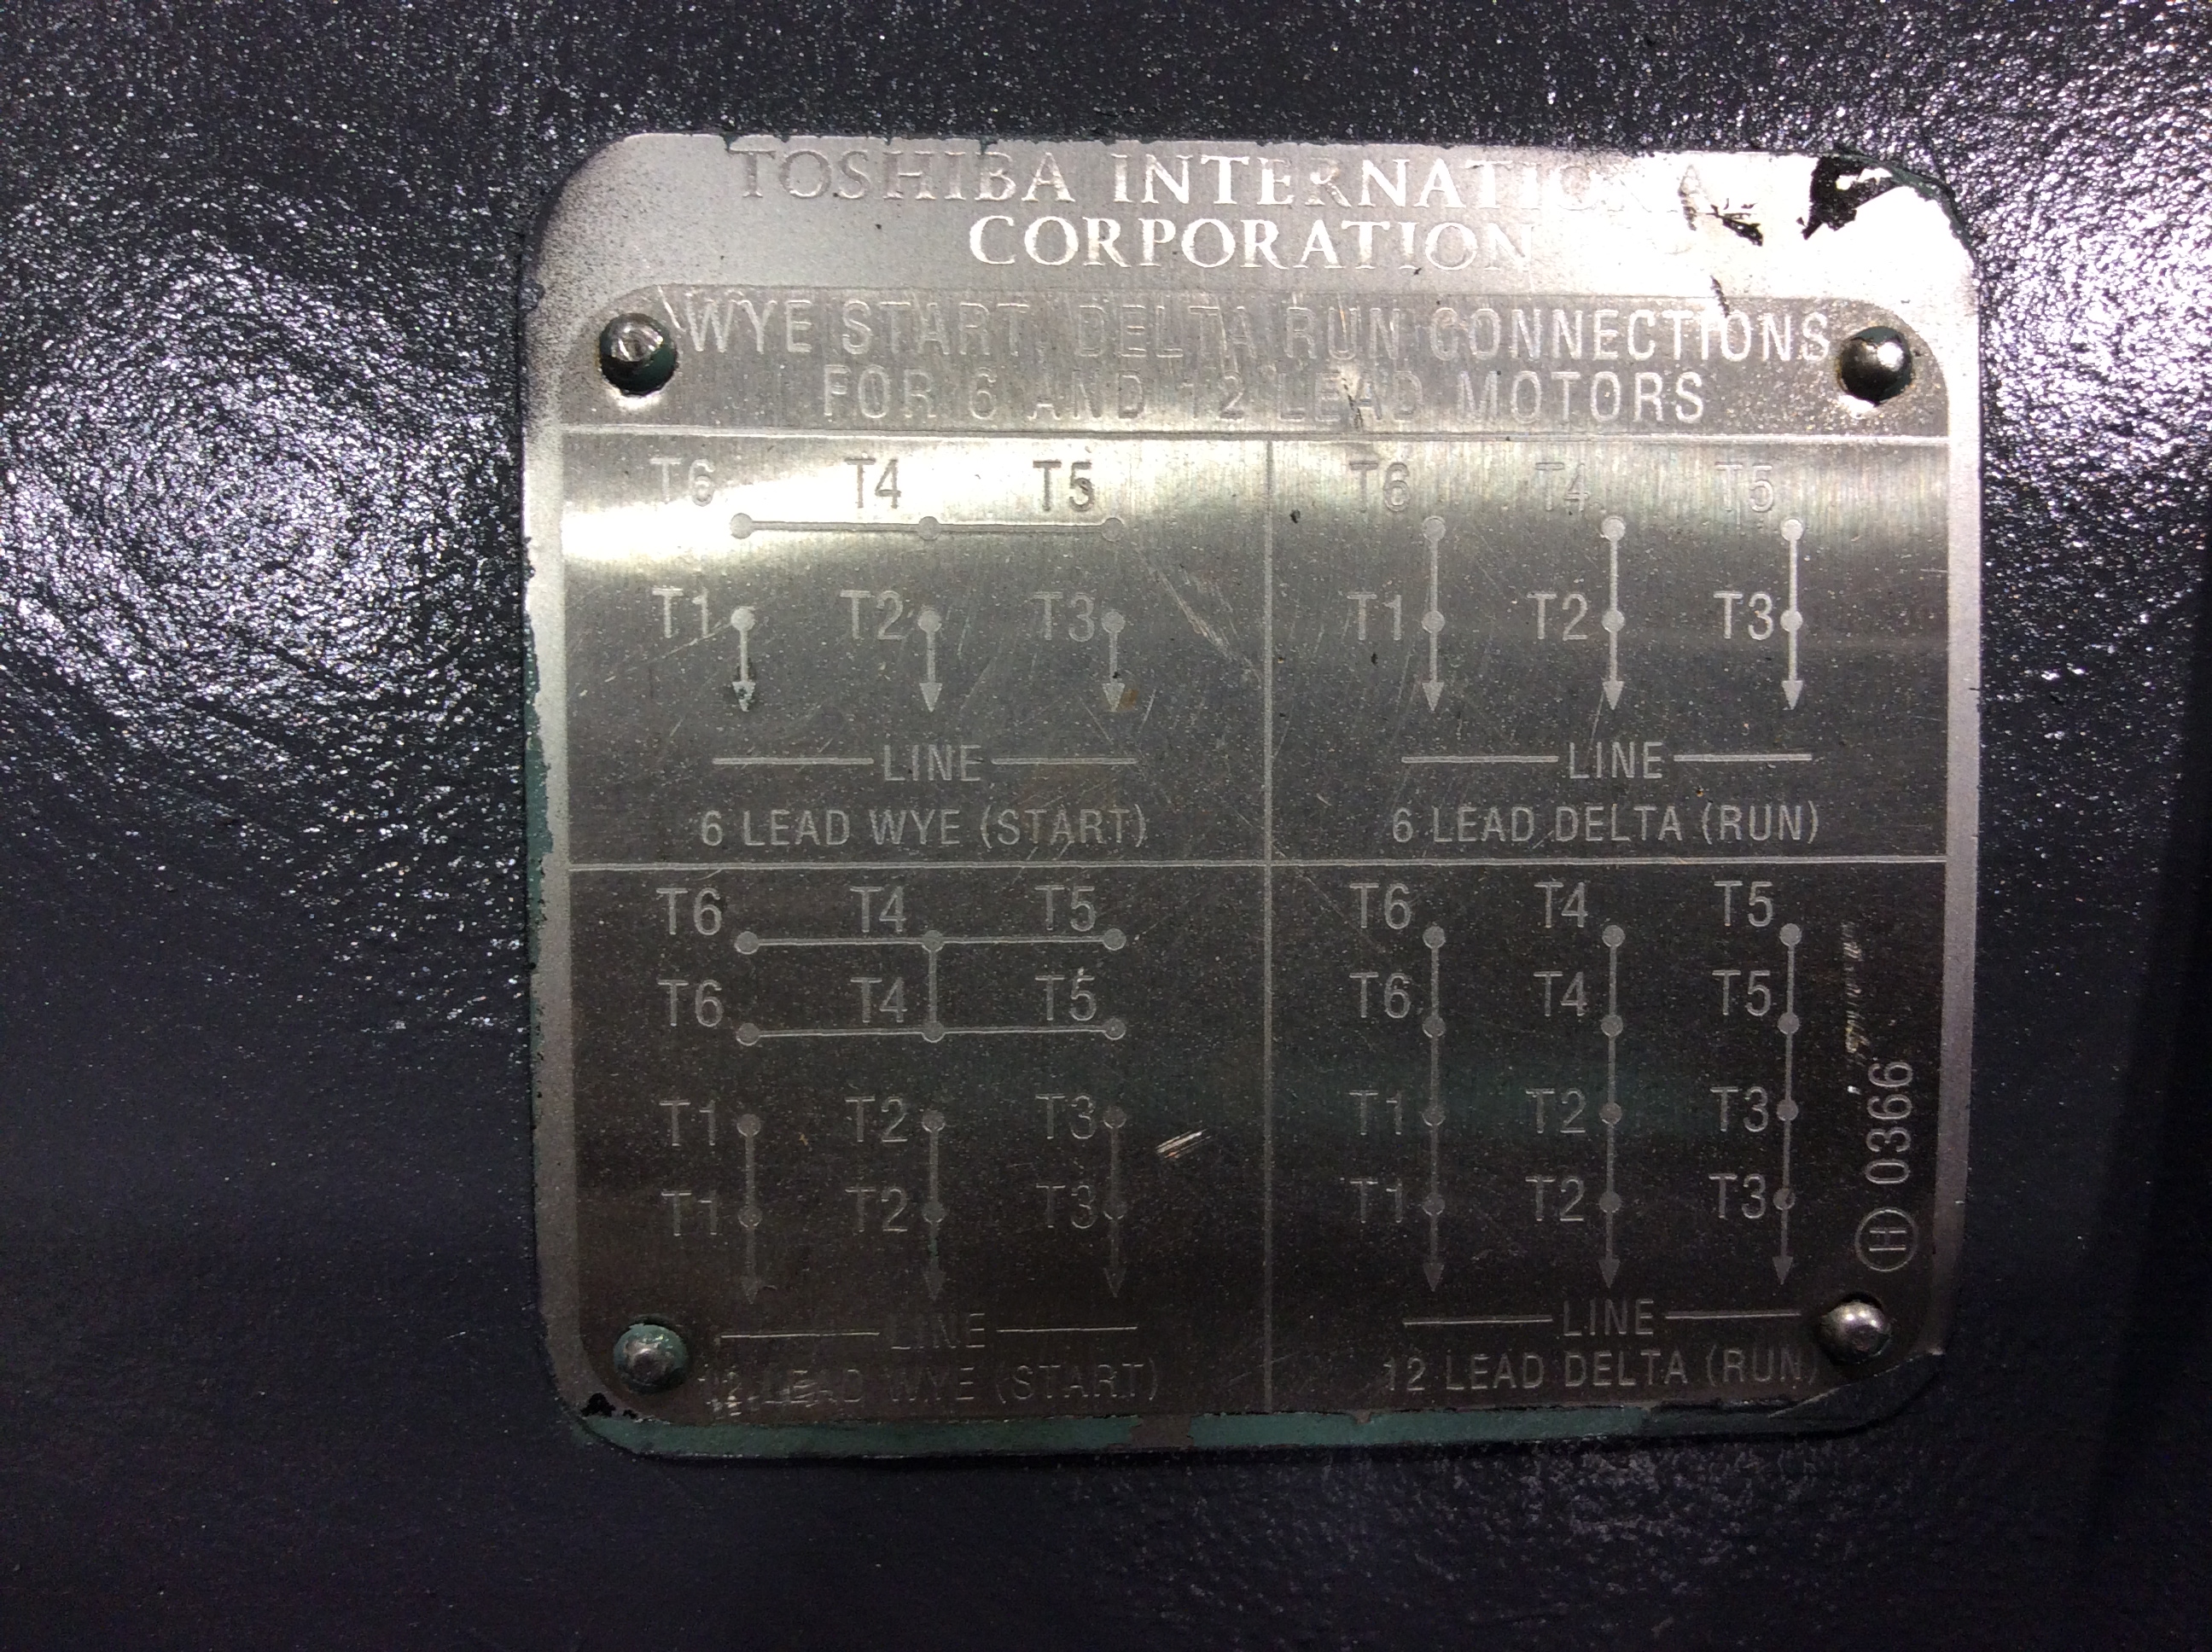 TOSHIBA INTERNATIONAL
CORPORATION
WYE START, DELTA RUN CONNECTIONS
FOR 6 AND 12 LEAD MOTORS
T6 T4 T5
T1 T2 T3
LINE
6 LEAD WYE (START)
T6 T4 T5
T1 T2 T3
LINE
6 LEAD DELTA (RUN)
T6 T4 T5
T6 T4 T5
T1 T2 T3
T1 T2 T3
LINE
12 LEAD WYE (START)
T6 T4 T5
T6 T4 T5
T1 T2 T3
T1 T2 T3
LINE
12 LEAD DELTA (RUN)
H 0366